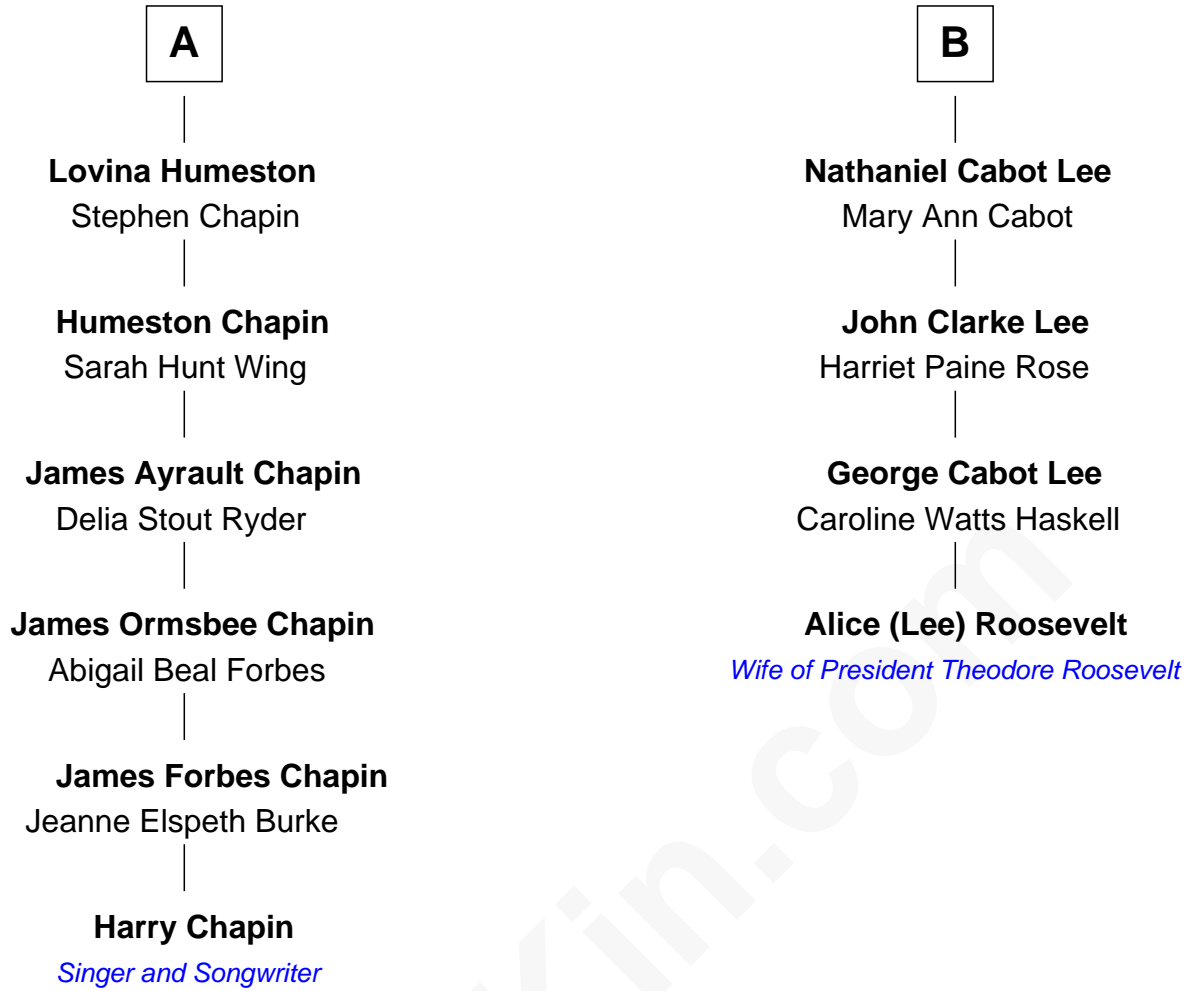 A
Lovina Humeston
Stephen Chapin
Humeston Chapin
Sarah Hunt Wing
James Ayrault Chapin
Delia Stout Ryder
James Ormsbee Chapin
Abigail Beal Forbes
James Forbes Chapin
Jeanne Elspeth Burke
Harry Chapin
Singer and Songwriter
B
Nathaniel Cabot Lee
Mary Ann Cabot
John Clarke Lee
Harriet Paine Rose
George Cabot Lee
Caroline Watts Haskell
Alice (Lee) Roosevelt
Wife of President Theodore Roosevelt